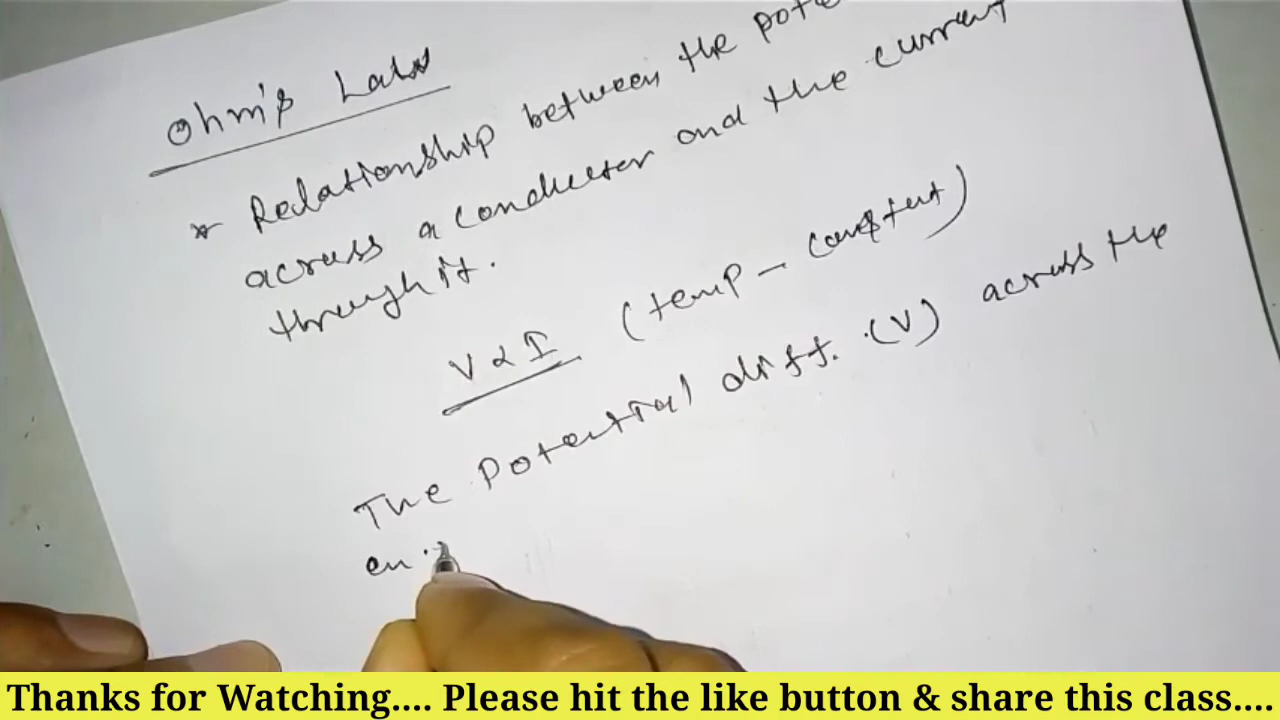 Ohm's Law
* Relationship between the pote
across a conductor and the current
through it.
V α I (temp - constant)
The Potential diff. (V) across the
en
Thanks for Watching.... Please hit the like button & share this class....